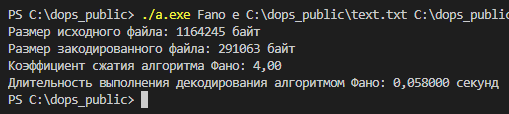 PS C:\dops_public> ./a.exe Fano e C:\dops_public\text.txt C:\dops_publi
Размер исходного файла: 1164245 байт
Размер закодированного файла: 291063 байт
Коэффициент сжатия алгоритма Фано: 4,00
Длительность выполнения декодирования алгоритмом Фано: 0,058000 секунд
PS C:\dops_public>